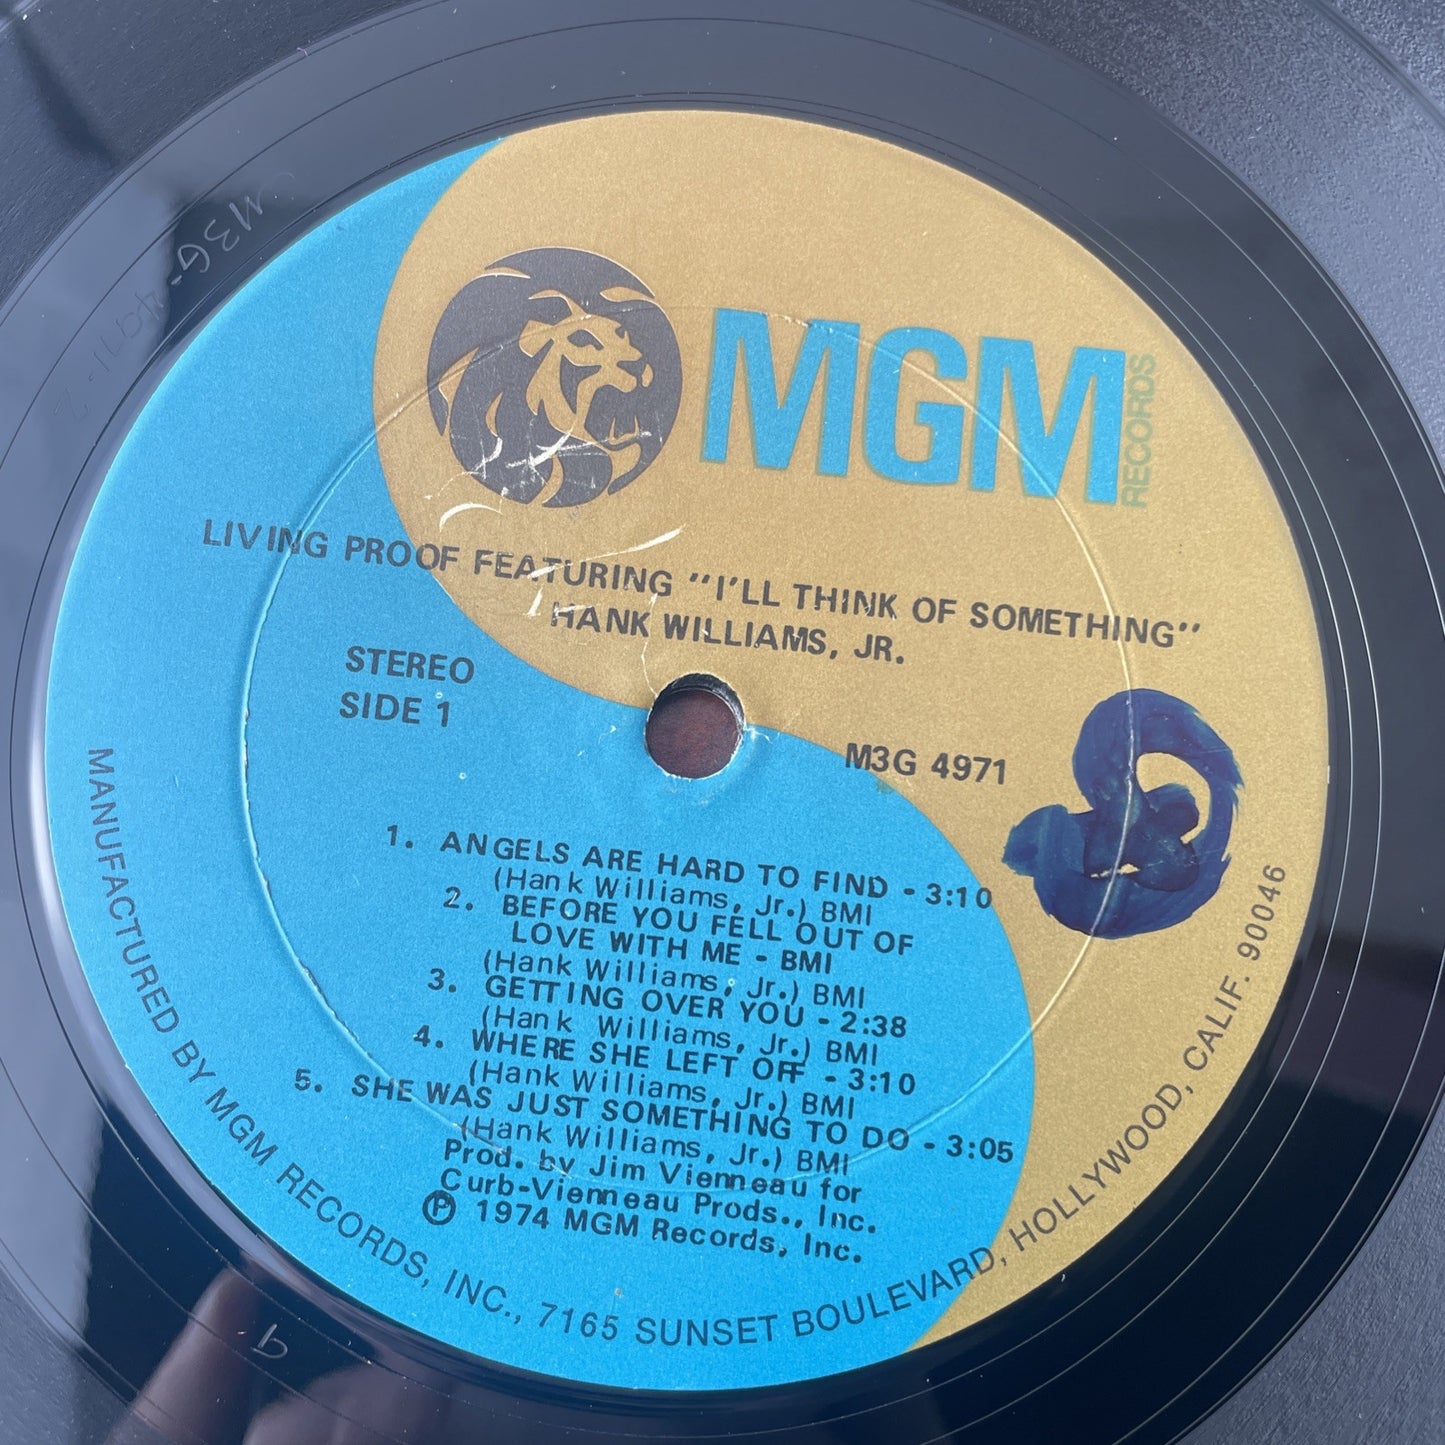 MGM
RECORDS
LIVING PROOF FEATURING "I'LL THINK OF SOMETHING"
HANK WILLIAMS, JR.
STEREO
SIDE 1
M3G 4971
1. ANGELS ARE HARD TO FIND - 3:10
(Hank Williams, Jr.) BMI
2. BEFORE YOU FELL OUT OF
LOVE WITH ME - BMI
(Hank Williams, Jr.) BMI
3. GETTING OVER YOU - 2:38
(Hank Williams, Jr.) BMI
4. WHERE SHE LEFT OFF - 3:10
(Hank Williams, Jr.) BMI
5. SHE WAS JUST SOMETHING TO DO - 3:05
(Hank Williams, Jr.) BMI
Prod. by Jim Vienneau for
Curb-Vienneau Prods., Inc.
℗ 1974 MGM Records, Inc.
MANUFACTURED BY MGM RECORDS, INC., 7165 SUNSET BOULEVARD, HOLLYWOOD, CALIF. 90046